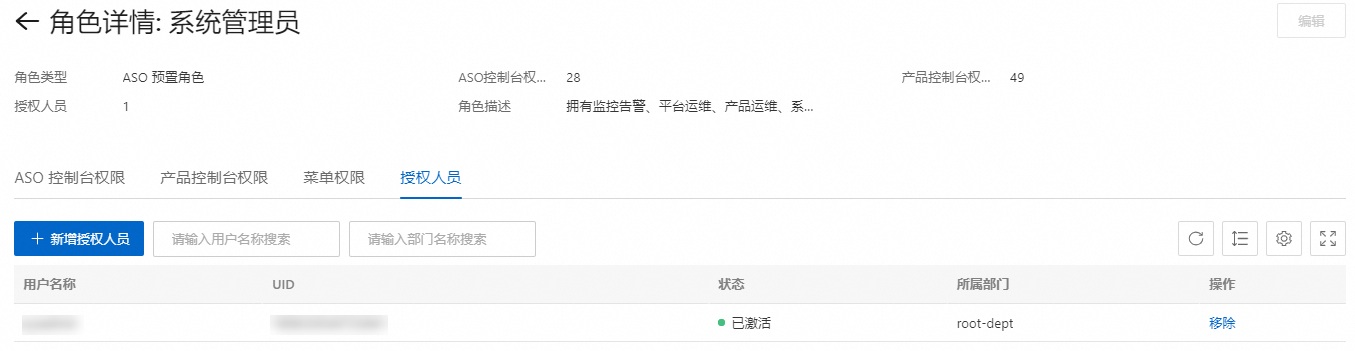 角色详情: 系统管理员
编辑
角色类型 ASO 预置角色 ASO控制台权... 28 产品控制台权... 49
授权人员 1 角色描述 拥有监控告警、平台运维、产品运维、系...
ASO 控制台权限 产品控制台权限 菜单权限 授权人员
新增授权人员 请输入用户名称搜索 请输入部门名称搜索
用户名称 UID 状态 所属部门 操作
已激活 root-dept 移除